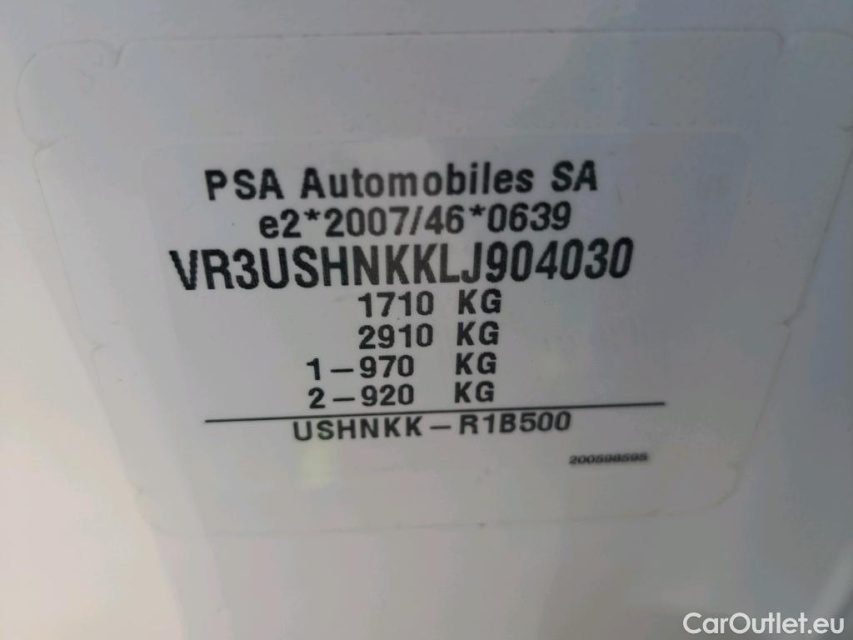 PSA Automobiles SA
e2*2007/46*0639
VR3USHNKKLJ904030
1710 KG
2910 KG
1-970 KG
2-920 KG
USHNKK-R1B500
CarOutlet.eu